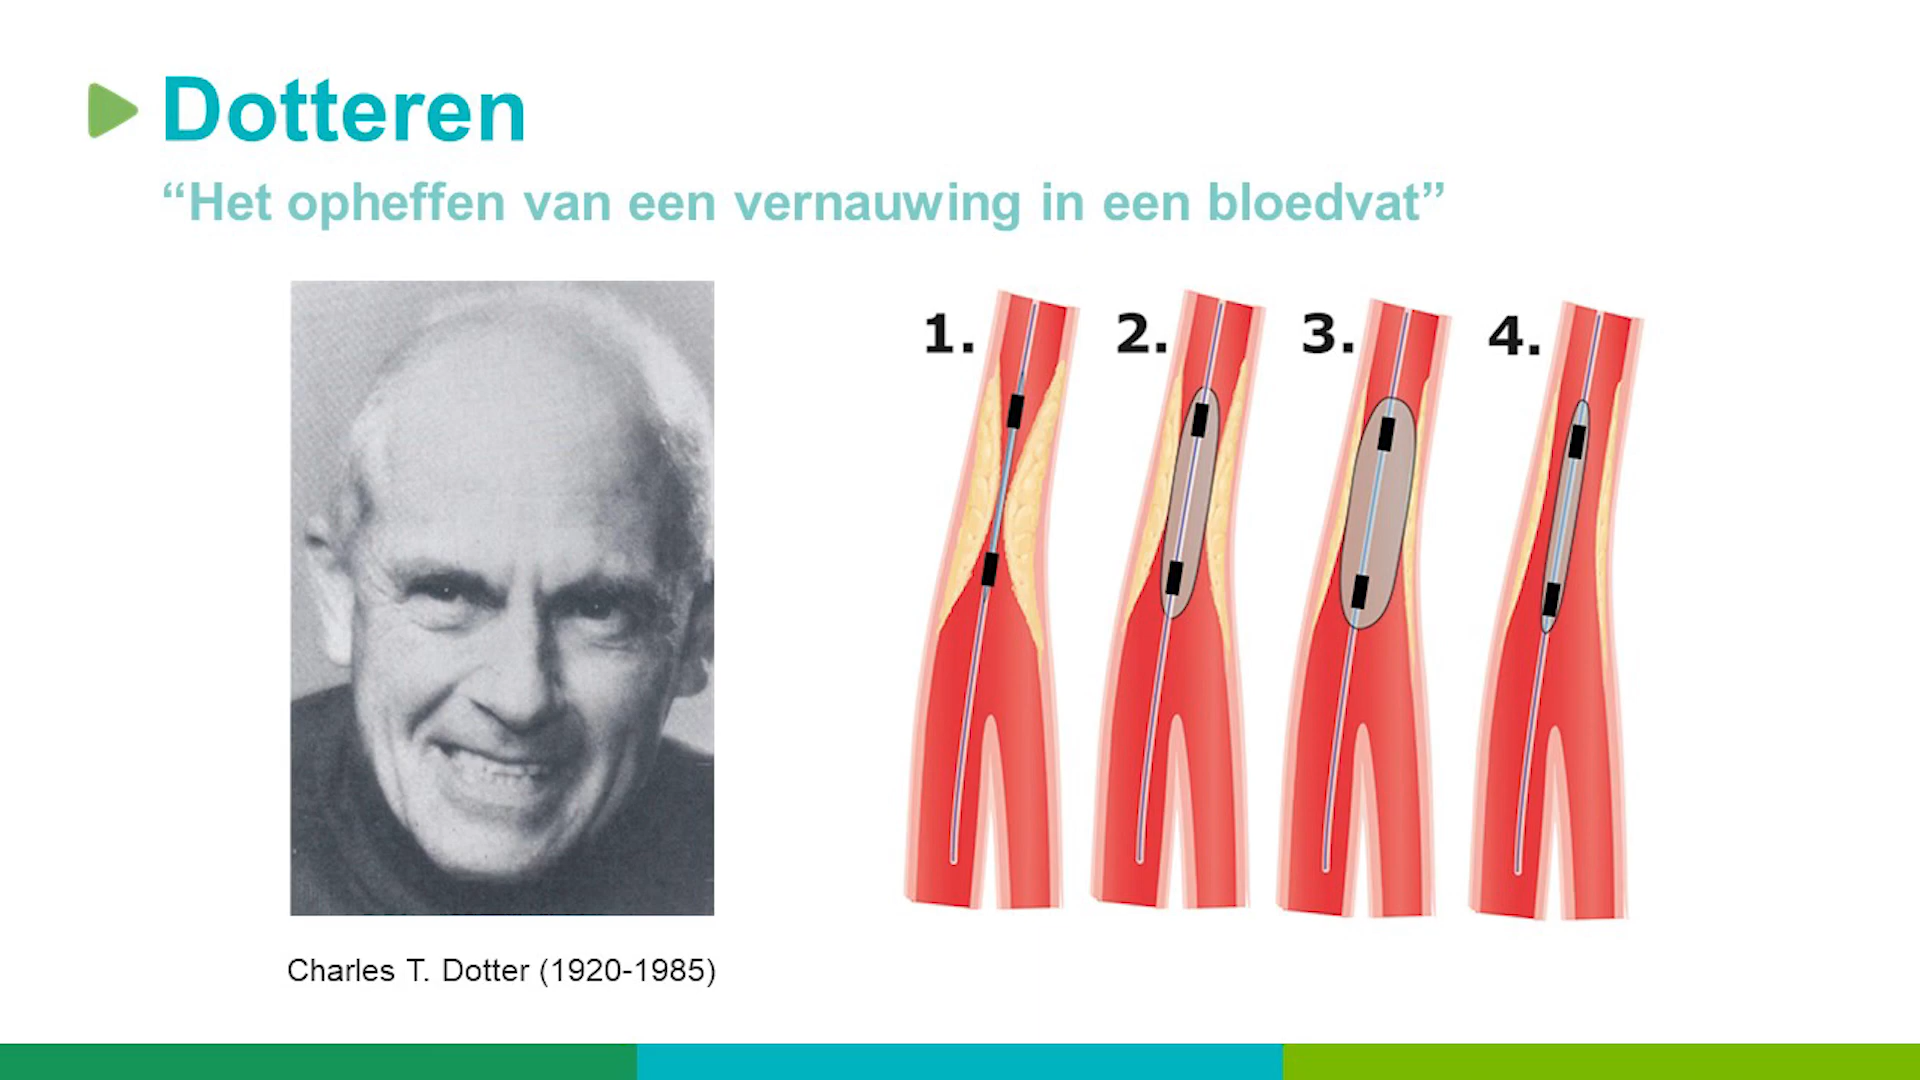 Dotteren
“Het opheffen van een vernauwing in een bloedvat”
1. 2. 3. 4.
Charles T. Dotter (1920-1985)